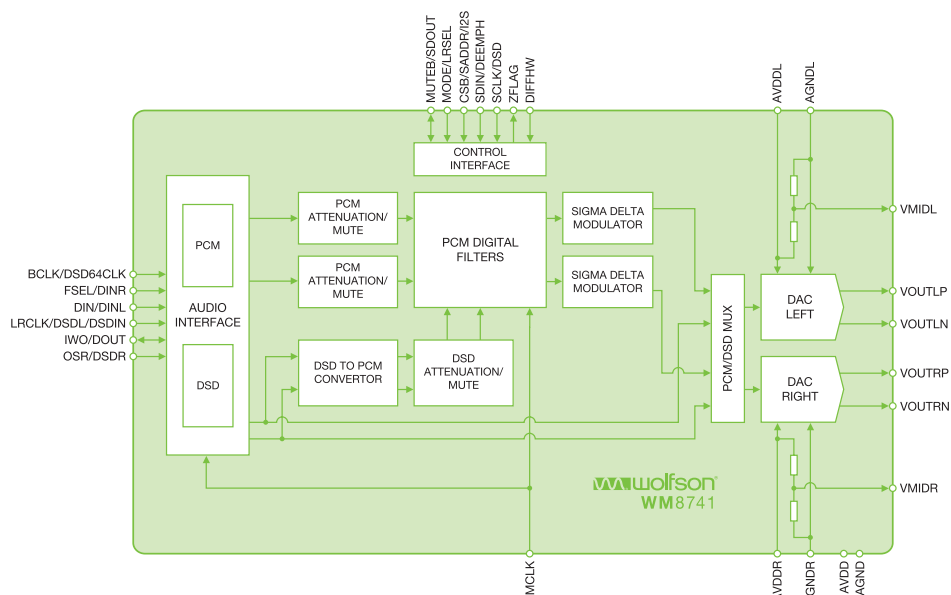 MUTEB/SDOUT
MODE/LRSEL
CSB/SADDR/I2S
SDIN/DEEMPH
SCLK/DSD
ZFLAG
DIFFHW
AVDDL
AGNDL
CONTROL
INTERFACE
PCM
PCM
ATTENUATION/
MUTE
PCM DIGITAL
FILTERS
SIGMA DELTA
MODULATOR
VMIDL
BCLK/DSD64CLK
FSEL/DINR
DIN/DINL
LRCLK/DSDL/DSDIN
IWO/DOUT
OSR/DSDR
AUDIO
INTERFACE
PCM
ATTENUATION/
MUTE
SIGMA DELTA
MODULATOR
PCM/DSD MUX
DAC
LEFT
VOUTLP
VOUTLN
DSD
DSD TO PCM
CONVERTOR
DSD
ATTENUATION/
MUTE
DAC
RIGHT
VOUTRP
VOUTRN
wolfson®
WM8741
VMIDR
MCLK
VDDR
GNDR
AVDD
AGND